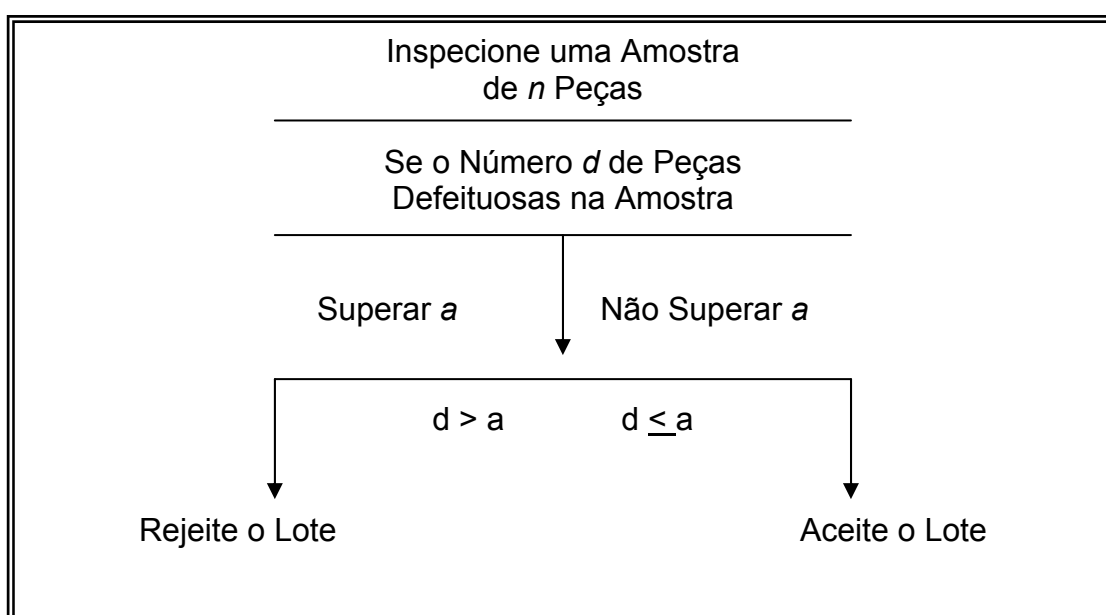 Inspecione uma Amostra
de n Peças
Se o Número d de Peças
Defeituosas na Amostra
Superar a
Não Superar a
d > a
d < a
Rejeite o Lote
Aceite o Lote